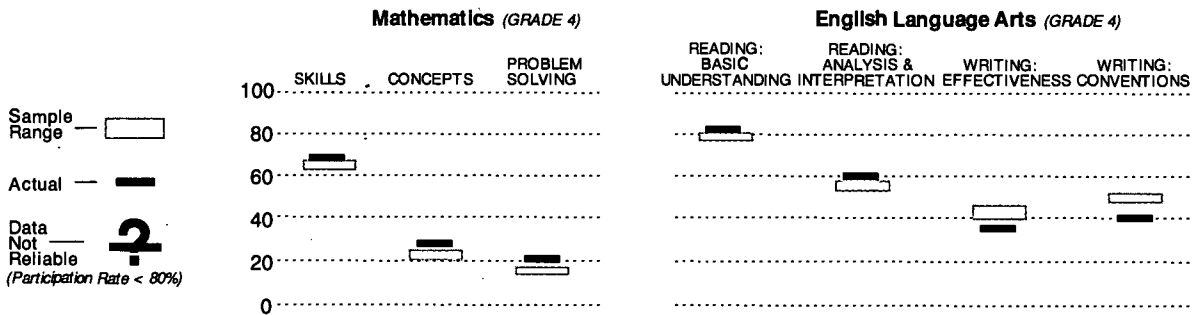 Mathematics (GRADE 4)
SKILLS
CONCEPTS
PROBLEM
SOLVING
English Language Arts (GRADE 4)
READING:
BASIC
UNDERSTANDING
READING:
ANALYSIS &
INTERPRETATION
WRITING:
EFFECTIVENESS
WRITING:
CONVENTIONS
100
80
60
40
20
0
Sample
Range
Actual
Data
Not
Reliable
?
(Participation Rate < 80%)